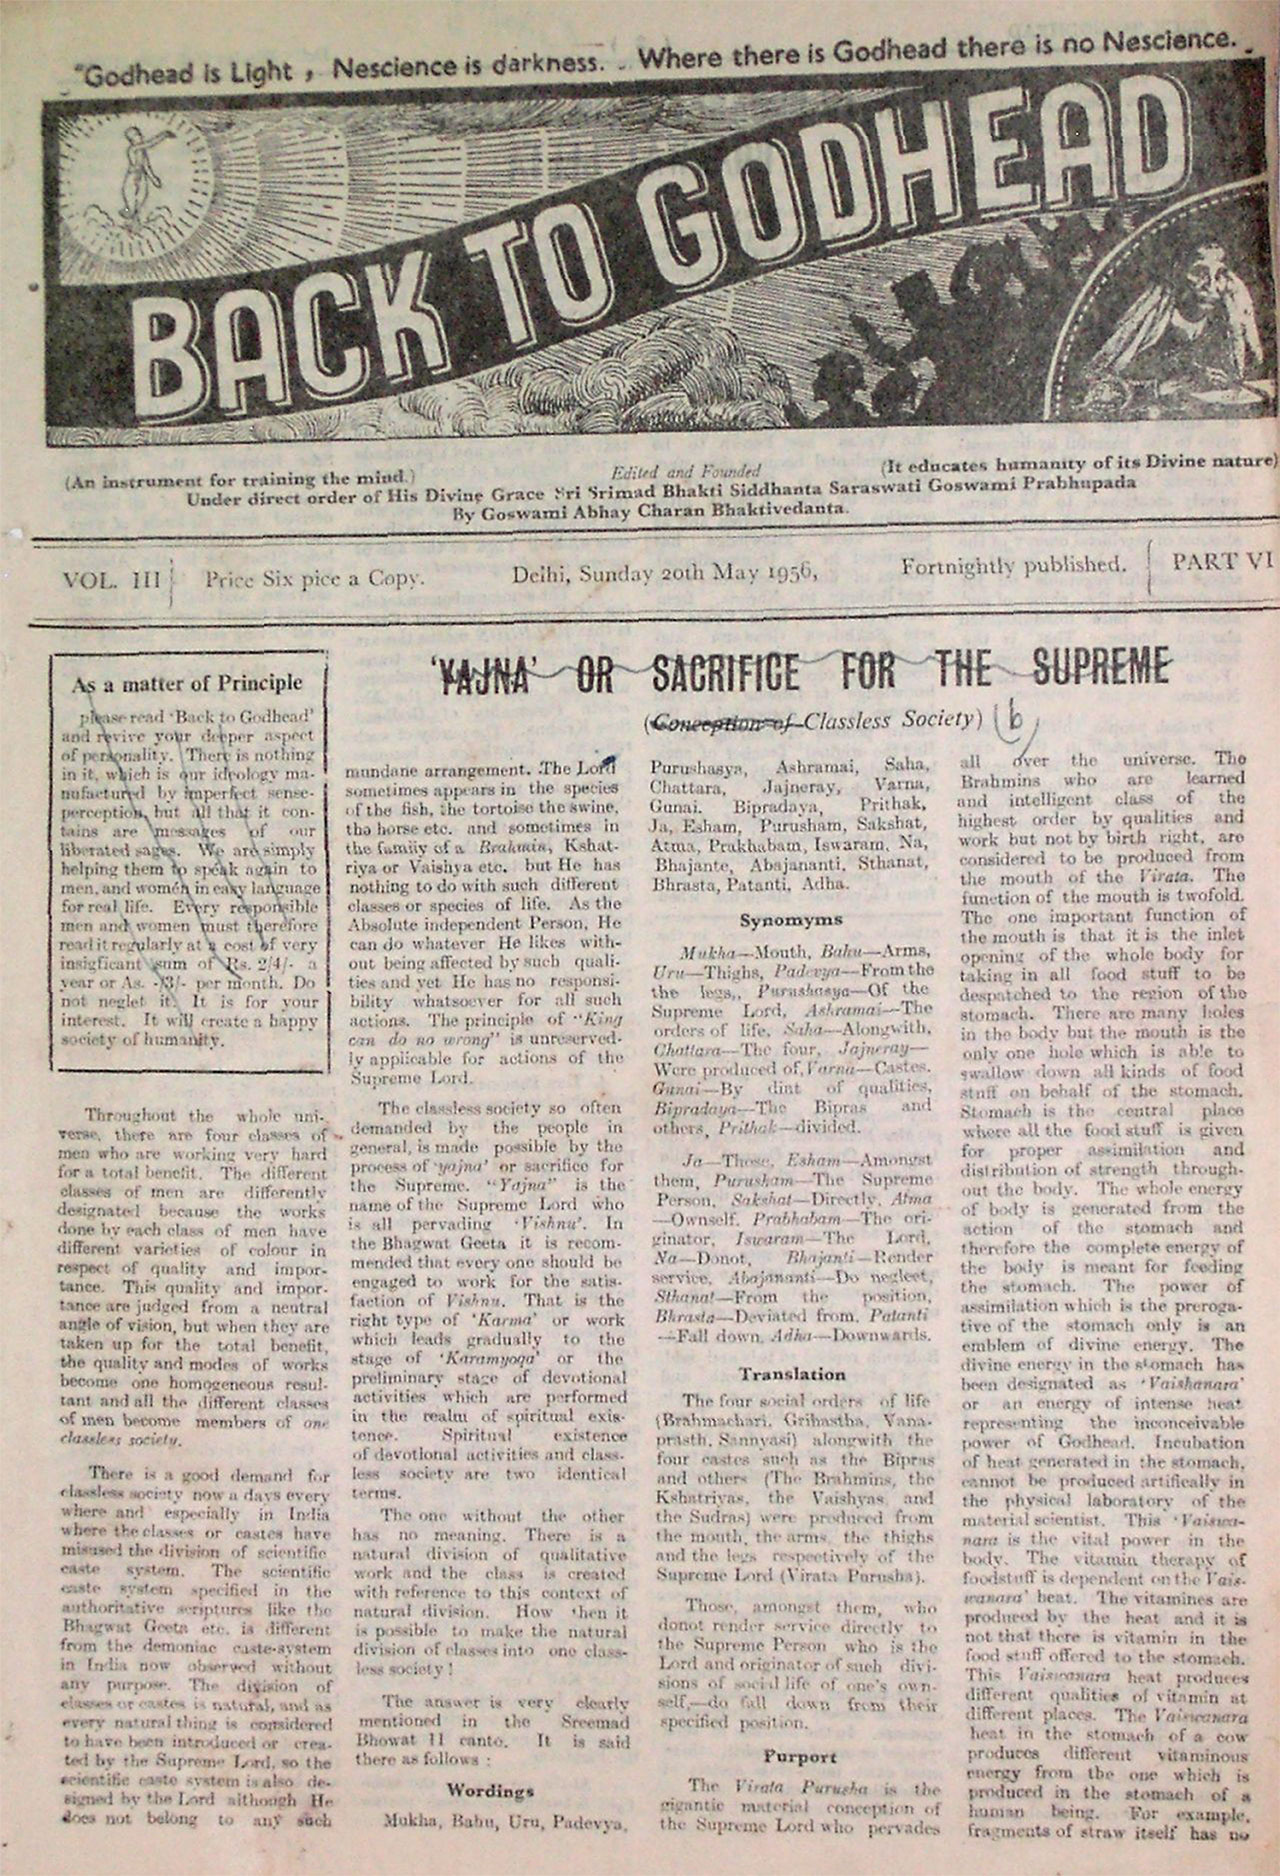 "Godhead is Light, Nescience is darkness. Where there is Godhead there is no Nescience.
BACK TO GODHEAD
(An instrument for training the mind.)
Edited and Founded
(It educates humanity of its Divine nature)
Under direct order of His Divine Grace Sri Srimad Bhakti Siddhanta Saraswati Goswami Prabhupada
By Goswami Abhay Charan Bhaktivedanta.
VOL. III
Price Six pice a Copy.
Delhi, Sunday 20th May 1956,
Fortnightly published.
PART VI
'YAJNA' OR SACRIFICE FOR THE SUPREME
(Conception of Classless Society) (b)
As a matter of Principle
please read 'Back to Godhead'
and revive your deeper aspect
of personality. There is nothing
in it, which is our ideology ma-
nufactured by imperfect sense-
perception, but all that it con-
tains are messages of our
liberated sages. We are simply
helping them to speak again to
men, and women in easy language
for real life. Every responsible
men and women must therefore
read it regularly at a cost of very
insigficant sum of Rs. 2/4/- a
year or As. -/3/- per month. Do
not neglet it. It is for your
interest. It will create a happy
society of humanity.
Throughout the whole uni-
verse, there are four classes of
men who are working very hard
for a total benefit. The different
classes of men are differently
designated because the works
done by each class of men have
different varieties of colour in
respect of quality and impor-
tance. This quality and impor-
tance are judged from a neutral
angle of vision, but when they are
taken up for the total benefit,
the quality and modes of works
become one homogeneous resul-
tant and all the different classes
of men become members of one
classless society.
There is a good demand for
classless society now a days every
where and especially in India
where the classes or castes have
misused the division of scientific
caste system. The scientific
caste system specified in the
authoritative scriptures like the
Bhagwat Geeta etc. is different
from the demoniac caste-system
in India now observed without
any purpose. The division of
classes or castes is natural, and as
every natural thing is considered
to have been introduced or crea-
ted by the Supreme Lord, so the
scientific caste system is also de-
signed by the Lord although He
does not belong to any such
mundane arrangement. The Lord
sometimes appears in the species
of the fish, the tortoise the swine,
the horse etc. and sometimes in
the family of a Brahmin, Kshat-
riya or Vaishya etc. but He has
nothing to do with such different
classes or species of life. As the
Absolute independent Person, He
can do whatever He likes with-
out being affected by such quali-
ties and yet He has no responsi-
bility whatsoever for all such
actions. The principle of "King
can do no wrong" is unreserved-
ly applicable for actions of the
Supreme Lord.
The classless society so often
demanded by the people in
general, is made possible by the
process of 'yajna' or sacrifice for
the Supreme. "Yajna" is the
name of the Supreme Lord who
is all pervading 'Vishnu'. In
the Bhagwat Geeta it is recom-
mended that every one should be
engaged to work for the satis-
faction of Vishnu. That is the
right type of 'Karma' or work
which leads gradually to the
stage of 'Karamyoga' or the
preliminary stage of devotional
activities which are performed
in the realm of spiritual exis-
tence. Spiritual existence
of devotional activities and class-
less society are two identical
terms.
The one without the other
has no meaning. There is a
natural division of qualitative
work and the class is created
with reference to this context of
natural division. How then it
is possible to make the natural
division of classes into one class-
less society!
The answer is very clearly
mentioned in the Sreemad
Bhowat 11 canto. It is said
there as follows :
Wordings
Mukha, Bahu, Uru, Padevya,
Purushasya, Ashramai, Saha,
Chattara, Jajneray, Varna,
Gunai. Bipradaya, Prithak,
Ja, Esham, Purusham, Sakshat,
Atma, Prakhabam, Iswaram, Na,
Bhajante, Abajananti, Sthanat,
Bhrasta, Patanti, Adha.
Synomyms
Mukha—Mouth, Bahu—Arms,
Uru—Thighs, Padevya—From the
the legs,, Purushasya—Of the
Supreme Lord, Ashramai—The
orders of life, Saha—Alongwith,
Chattara—The four, Jajneray—
Were produced of, Varna—Castes.
Gunai—By dint of qualities,
Bipradaya—The Bipras and
others, Prithak—divided.
Ja—Those, Esham—Amongst
them, Purusham—The Supreme
Person, Sakshat—Directly, Atma
—Ownself, Prabhabam—The ori-
ginator, Iswaram—The Lord,
Na—Donot, Bhajanti—Render
service, Abajananti—Do neglect,
Sthanat—From the position,
Bhrasta—Deviated from, Patanti
—Fall down, Adha—Downwards.
Translation
The four social orders of life
(Brahmachari, Grihastha, Vana-
prasth, Sannyasi) alongwith the
four castes such as the Bipras
and others (The Brahmins, the
Kshatriyas, the Vaishyas and
the Sudras) were produced from
the mouth, the arms, the thighs
and the legs respectively of the
Supreme Lord (Virata Purusha).
Those, amongst them, who
donot render service directly to
the Supreme Person who is the
Lord and originator of such divi-
sions of social life of one's own-
self,—do fall down from their
specified position.
Purport
The Virata Purusha is the
gigantic material conception of
the Supreme Lord who pervades
all over the universe. The
Brahmins who are learned
and intelligent class of the
highest order by qualities and
work but not by birth right, are
considered to be produced from
the mouth of the Virata. The
function of the mouth is twofold.
The one important function of
the mouth is that it is the inlet
opening of the whole body for
taking in all food stuff to be
despatched to the region of the
stomach. There are many holes
in the body but the mouth is the
only one hole which is able to
swallow down all kinds of food
stuff on behalf of the stomach.
Stomach is the central place
where all the food stuff is given
for proper assimilation and
distribution of strength through-
out the body. The whole energy
of body is generated from the
action of the stomach and
therefore the complete energy of
the body is meant for feeding
the stomach. The power of
assimilation which is the preroga-
tive of the stomach only is an
emblem of divine energy. The
divine energy in the stomach has
been designated as 'Vaishanara'
or an energy of intense heat
representing the inconceivable
power of Godhead. Incubation
of heat generated in the stomach,
cannot be produced artificially in
the physical laboratory of the
material scientist. This 'Vaiswa-
nara is the vital power in the
body. The vitamin therapy of
foodstuff is dependent on the Vais-
wanara' heat. The vitamines are
produced by the heat and it is
not that there is vitamin in the
food stuff offered to the stomach.
This Vaiswanara heat produces
different qualities of vitamin at
different places. The Vaiswanara
heat in the stomach of a cow
produces different vitaminous
energy from the one which is
produced in the stomach of a
human being. For example,
fragments of straw itself has no